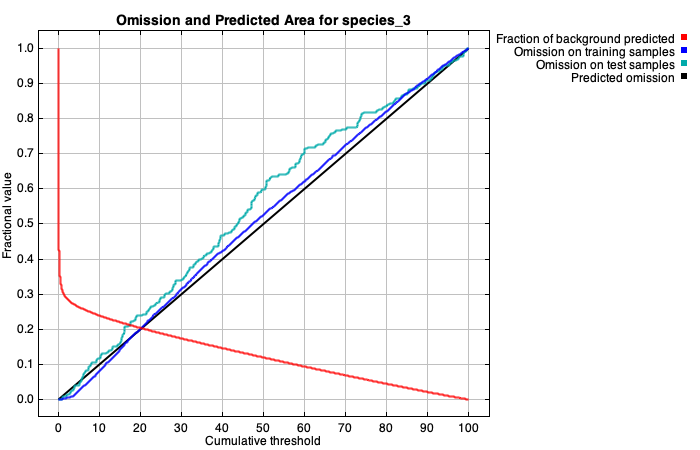 Omission and Predicted Area for species_3
Fraction of background predicted
Omission on training samples
Omission on test samples
Predicted omission
Fractional value
1.0
0.9
0.8
0.7
0.6
0.5
0.4
0.3
0.2
0.1
0.0
0 10 20 30 40 50 60 70 80 90 100
Cumulative threshold